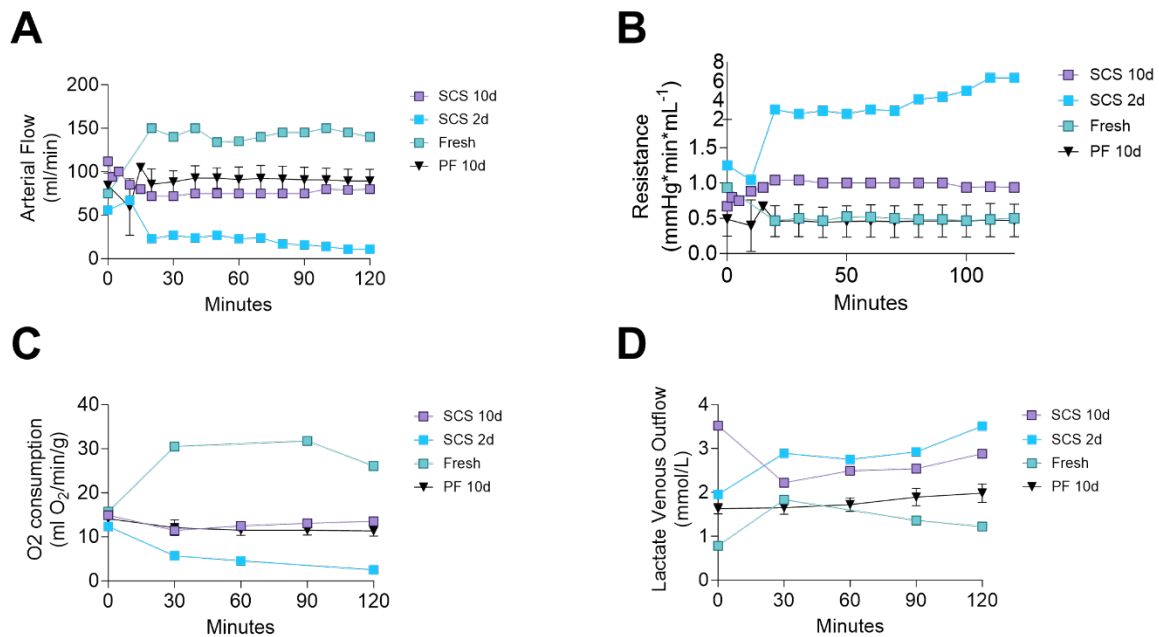 A
Arterial Flow
(ml/min)
200
150
100
50
0
0 30 60 90 120
Minutes
SCS 10d
SCS 2d
Fresh
PF 10d
B
Resistance
(mmHg*min*mL⁻¹)
8
6
4
2
1.5
1.0
0.5
0.0
0 50 100
Minutes
SCS 10d
SCS 2d
Fresh
PF 10d
C
O2 consumption
(ml O₂/min/g)
40
30
20
10
0
0 30 60 90 120
Minutes
SCS 10d
SCS 2d
Fresh
PF 10d
D
Lactate Venous Outflow
(mmol/L)
4
3
2
1
0
0 30 60 90 120
Minutes
SCS 10d
SCS 2d
Fresh
PF 10d